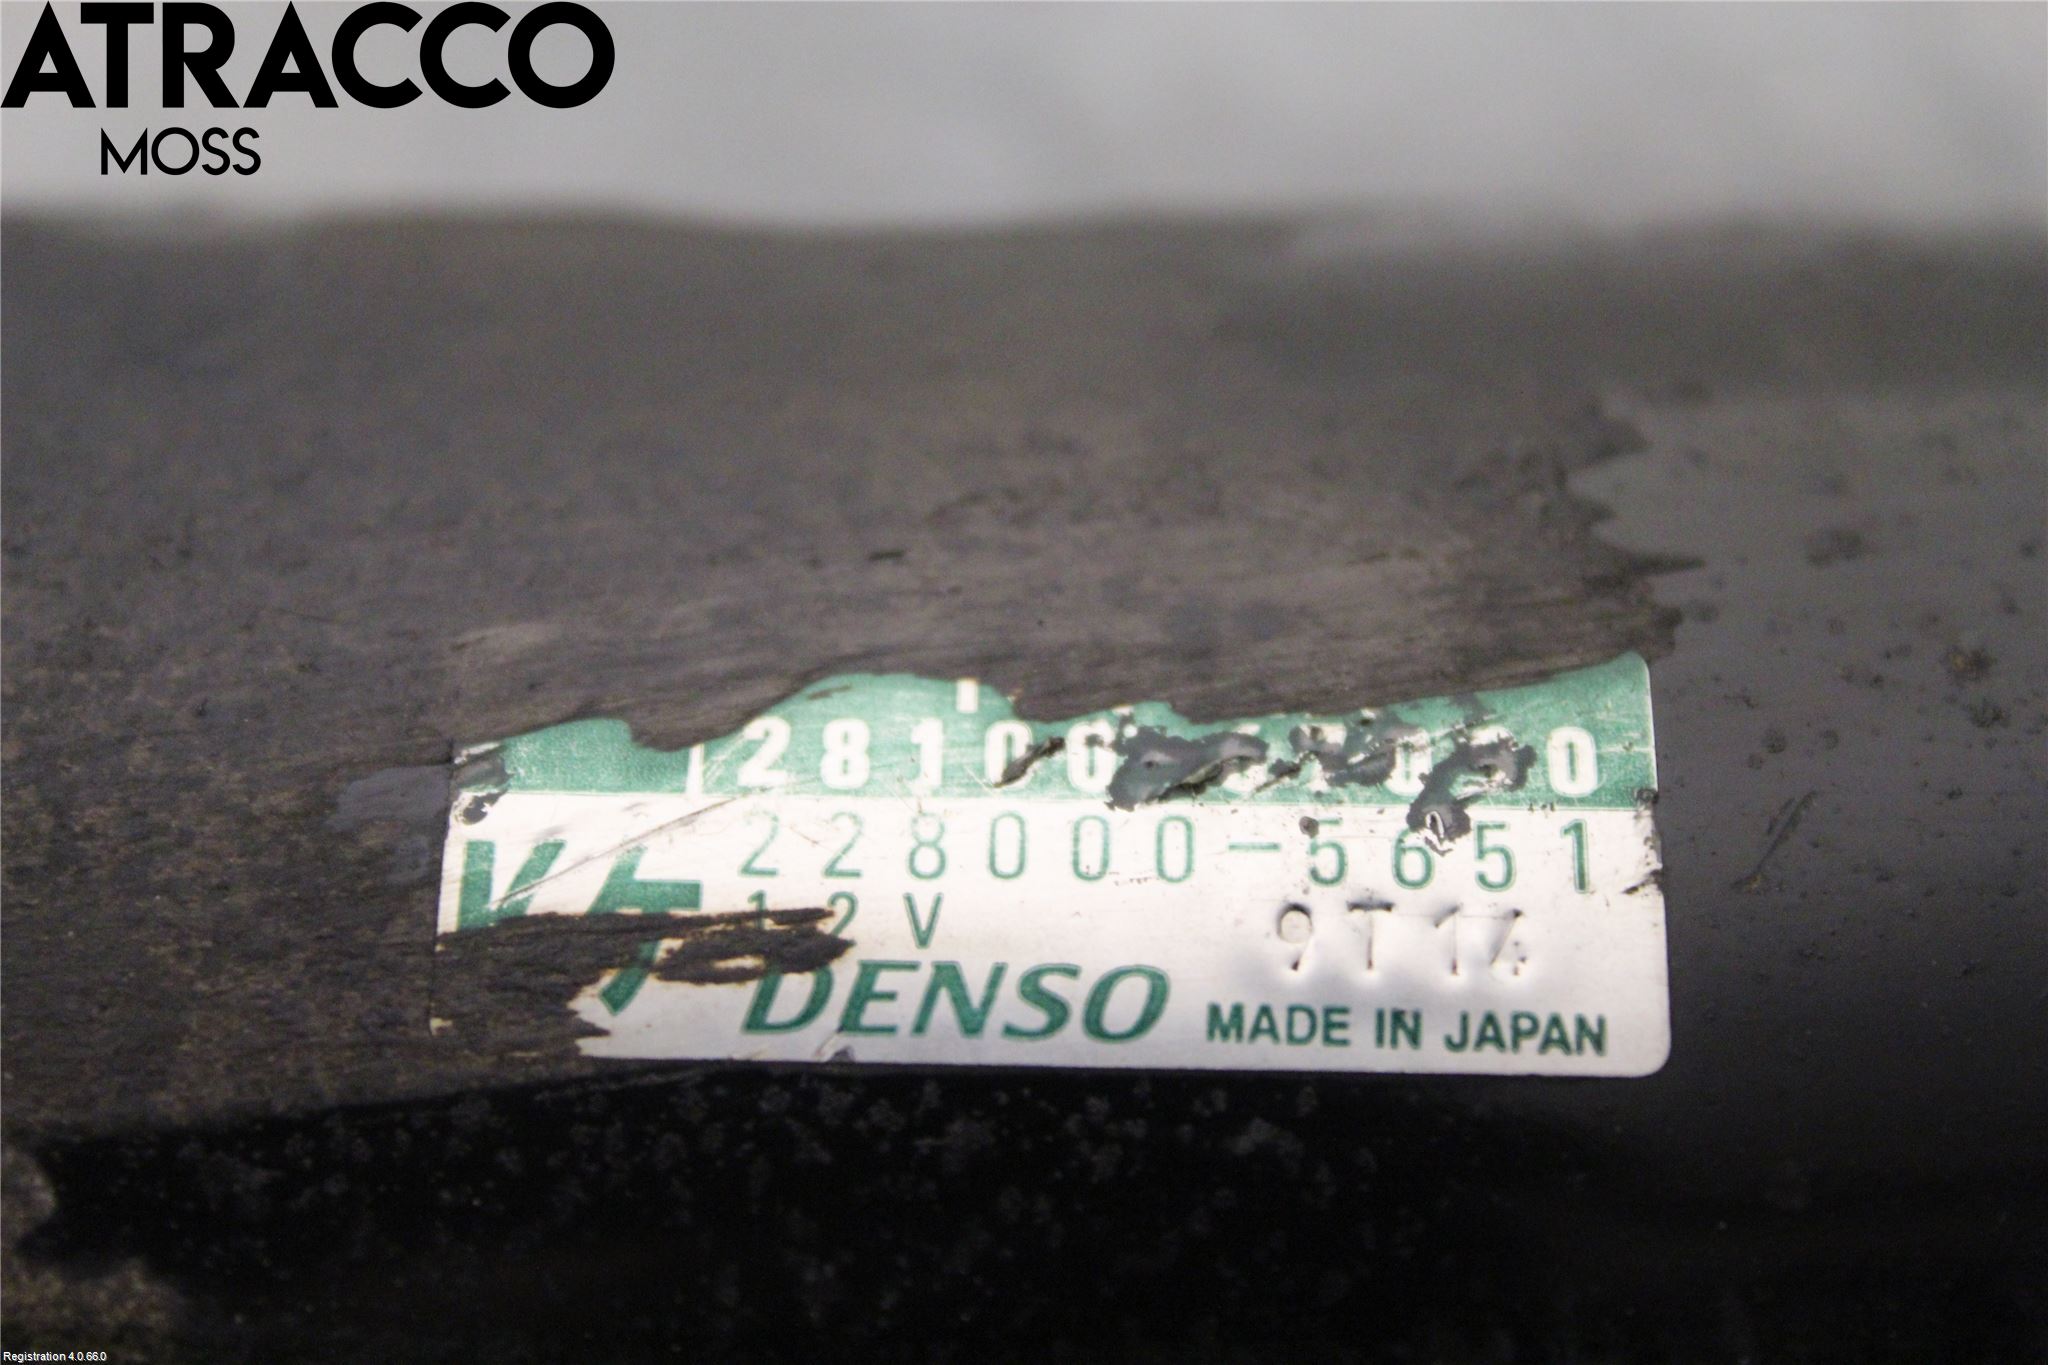 ATRACCO
MOSS
228000-5651
12V
9T14
DENSO
MADE IN JAPAN
Registration 4.0.66.0